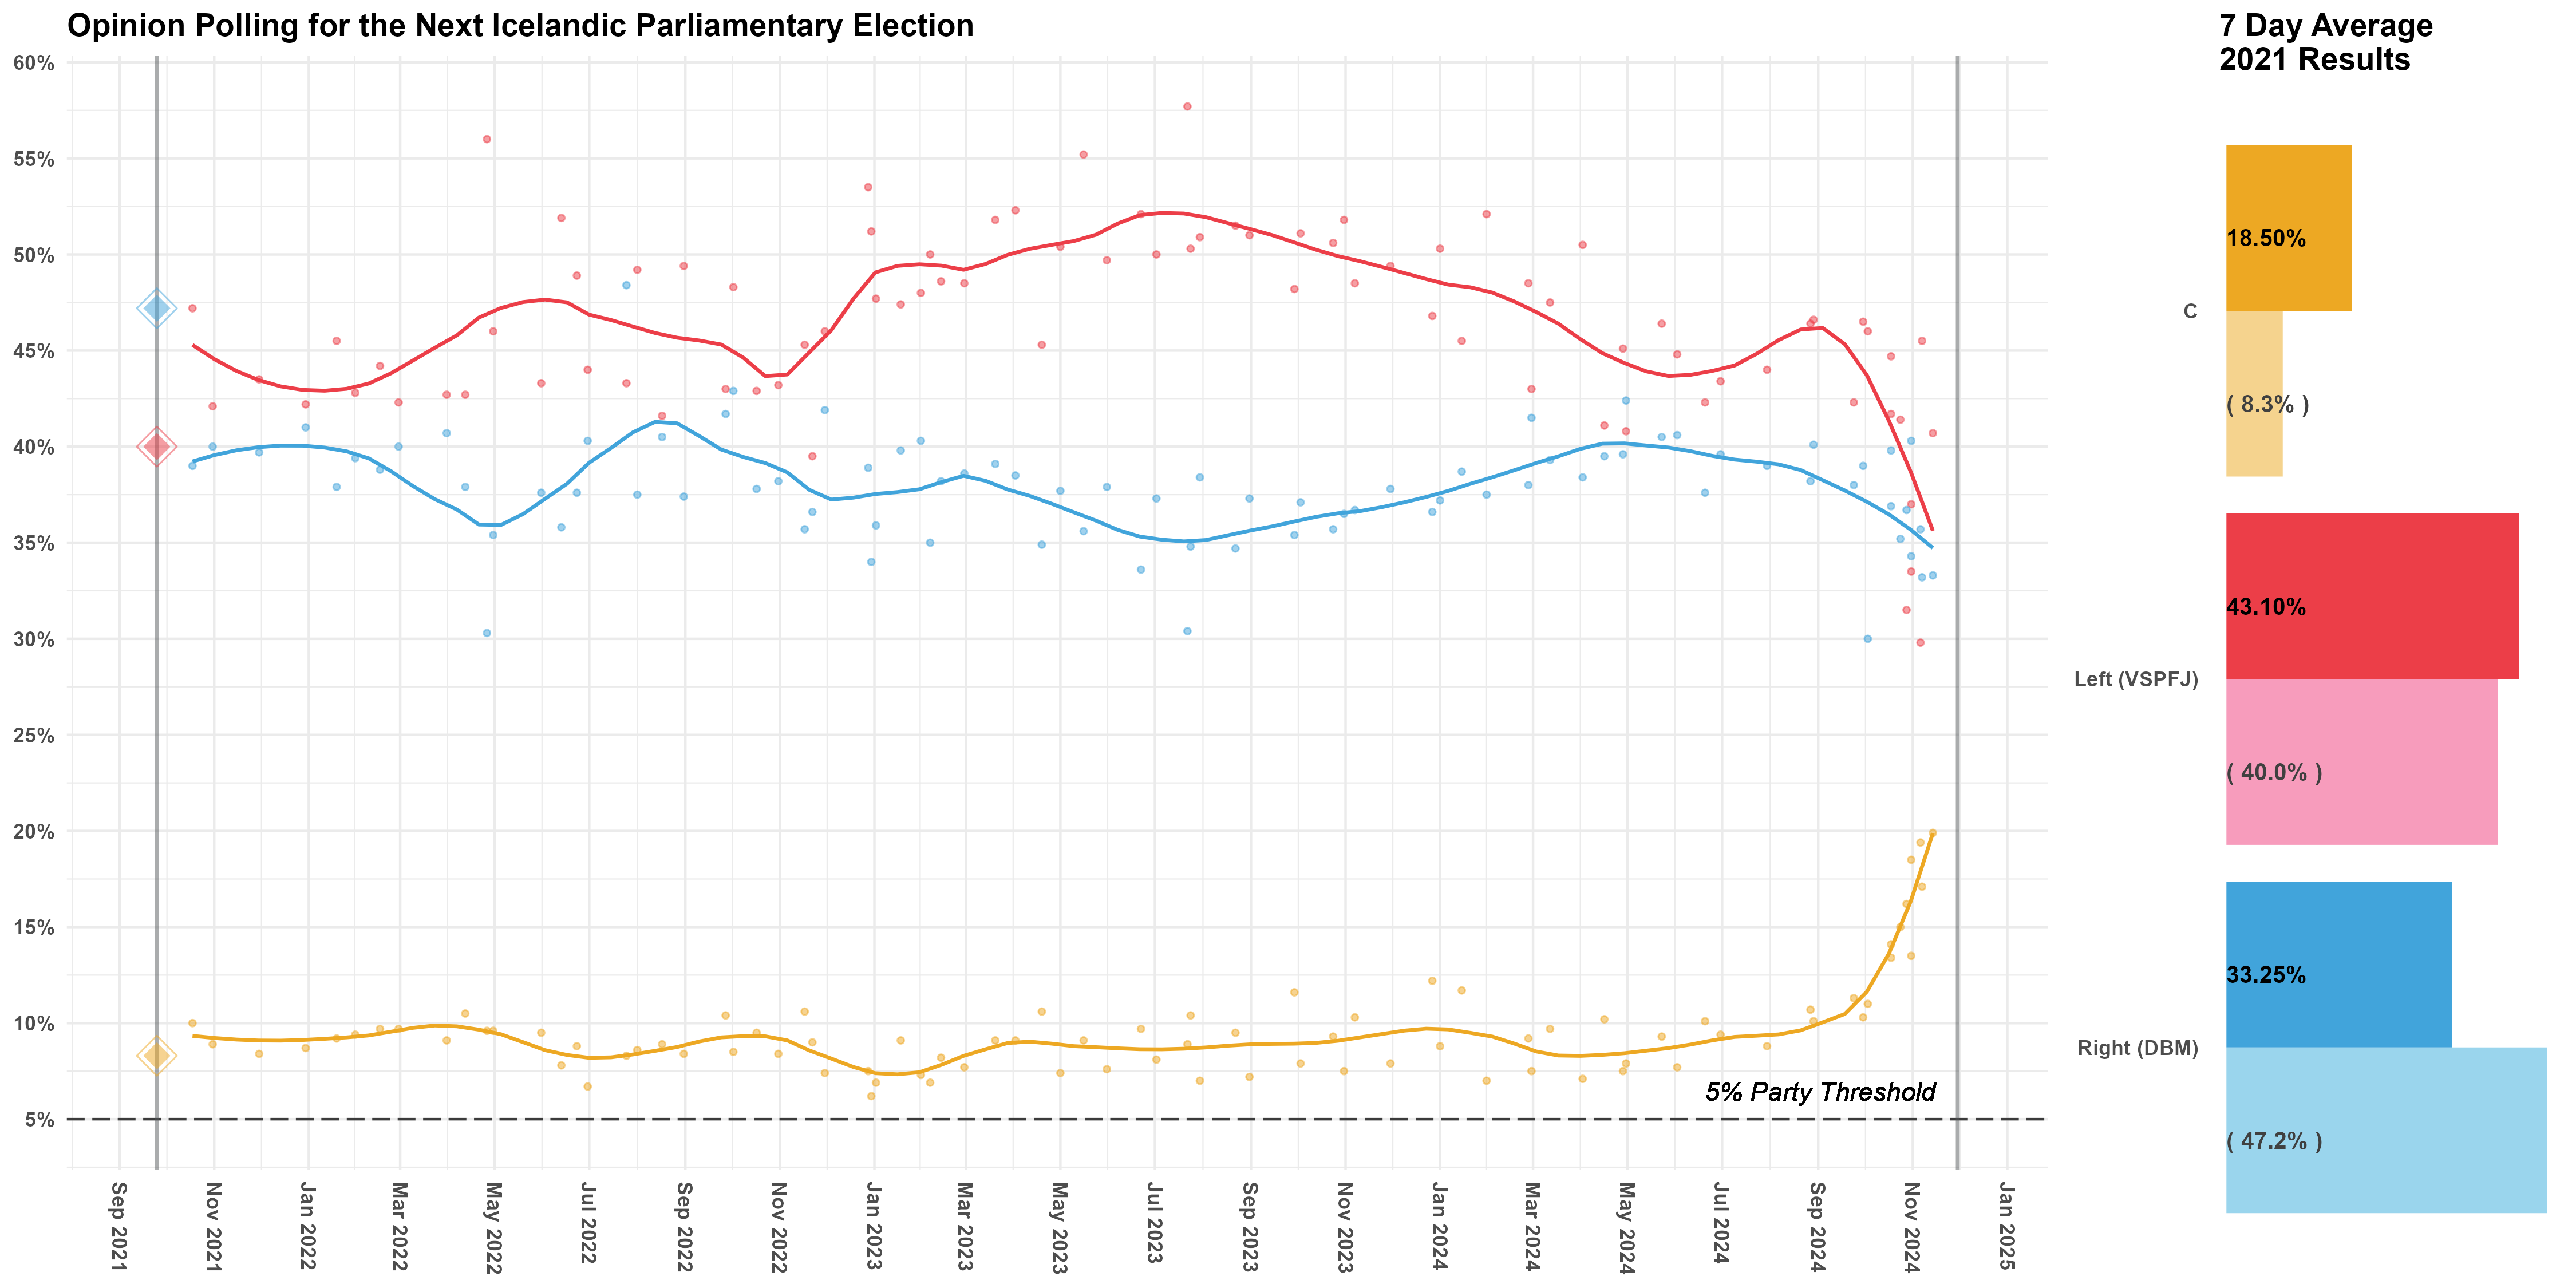 Opinion Polling for the Next Icelandic Parliamentary Election
7 Day Average
2021 Results
60%
55%
50%
45%
40%
35%
30%
25%
20%
15%
10%
5%
5% Party Threshold
Sep 2021
Nov 2021
Jan 2022
Mar 2022
May 2022
Jul 2022
Sep 2022
Nov 2022
Jan 2023
Mar 2023
May 2023
Jul 2023
Sep 2023
Nov 2023
Jan 2024
Mar 2024
May 2024
Jul 2024
Sep 2024
Nov 2024
Jan 2025
C
18.50%
( 8.3% )
Left (VSPFJ)
43.10%
( 40.0% )
Right (DBM)
33.25%
( 47.2% )